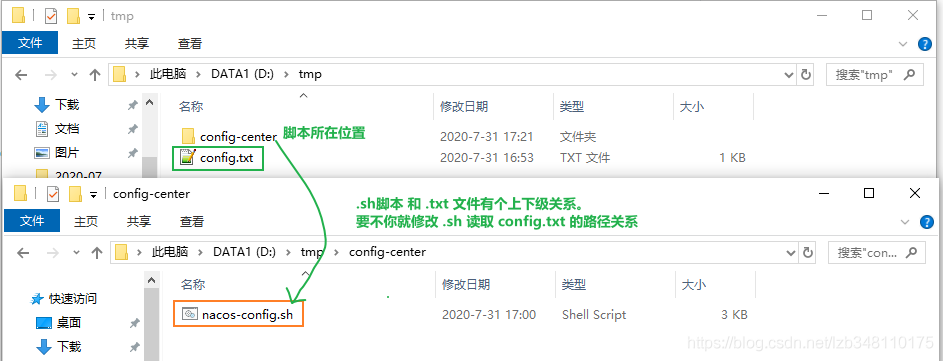 tmp
文件 主页 共享 查看
此电脑 DATA1 (D:) tmp 搜索"tmp"
下载
文档
图片
2020-07
名称 修改日期 类型 大小
config-center 2020-7-31 17:21 文件夹
脚本所在位置
config.txt 2020-7-31 16:53 TXT 文件 1 KB
config-center
.sh脚本 和 .txt 文件有个上下级关系。
要不你就修改 .sh 读取 config.txt 的路径关系
文件 主页 共享 查看
此电脑 DATA1 (D:) tmp config-center 搜索"con...
快速访问
桌面
下载
名称 修改日期 类型 大小
nacos-config.sh 2020-7-31 17:00 Shell Script 3 KB
https://blog.csdn.net/lzb348110175